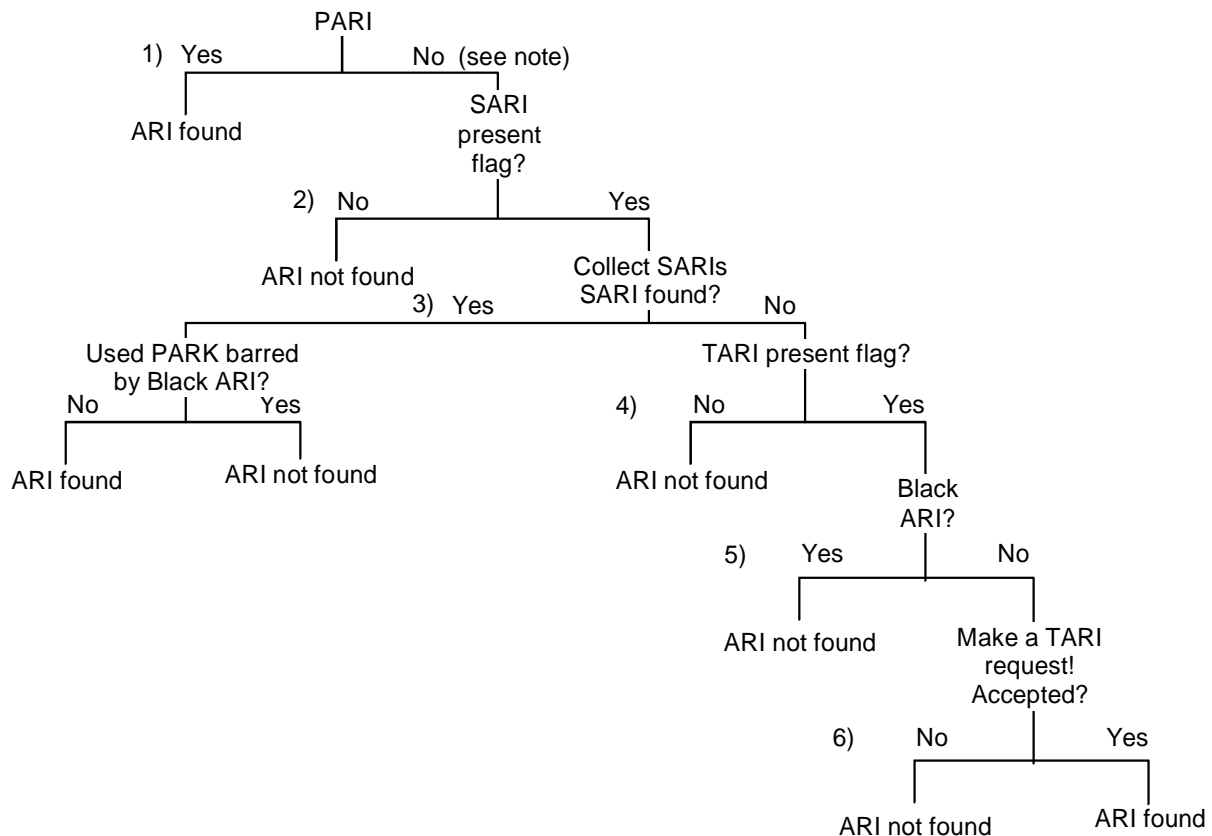 PARI
1) Yes No (see note)
ARI found
SARI
present
flag?
2) No Yes
ARI not found
Collect SARIs
SARI found?
3) Yes No
Used PARK barred
by Black ARI?
TARI present flag?
No Yes
4) No Yes
ARI found
ARI not found
ARI not found
Black
ARI?
5) Yes No
ARI not found
Make a TARI
request!
Accepted?
6) No Yes
ARI not found
ARI found